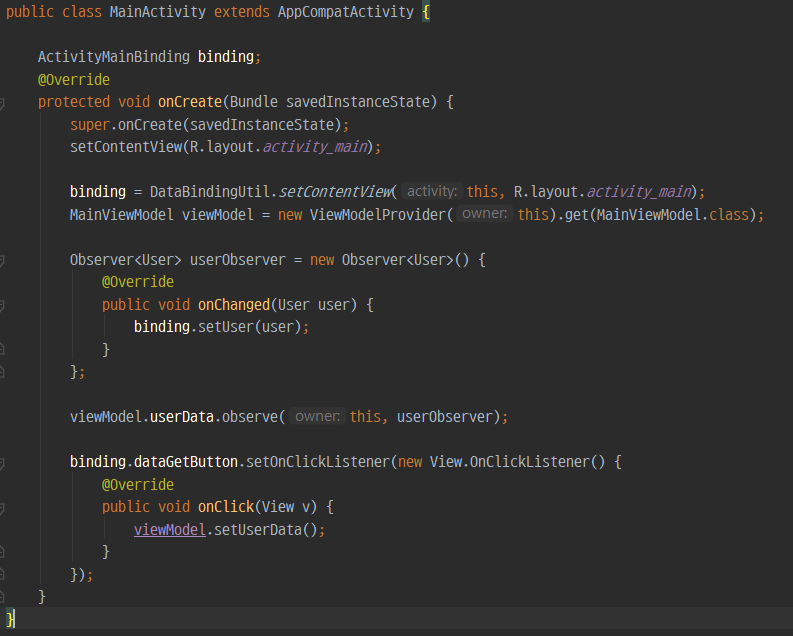 public class MainActivity extends AppCompatActivity {
ActivityMainBinding binding;
@Override
protected void onCreate(Bundle savedInstanceState) {
super.onCreate(savedInstanceState);
setContentView(R.layout.activity_main);
binding = DataBindingUtil.setContentView( activity: this, R.layout.activity_main);
MainViewModel viewModel = new ViewModelProvider( owner: this).get(MainViewModel.class);
Observer<User> userObserver = new Observer<User>() {
@Override
public void onChanged(User user) {
binding.setUser(user);
}
};
viewModel.userData.observe( owner: this, userObserver);
binding.dataGetButton.setOnClickListener(new View.OnClickListener() {
@Override
public void onClick(View v) {
viewModel.setUserData();
}
});
}
}